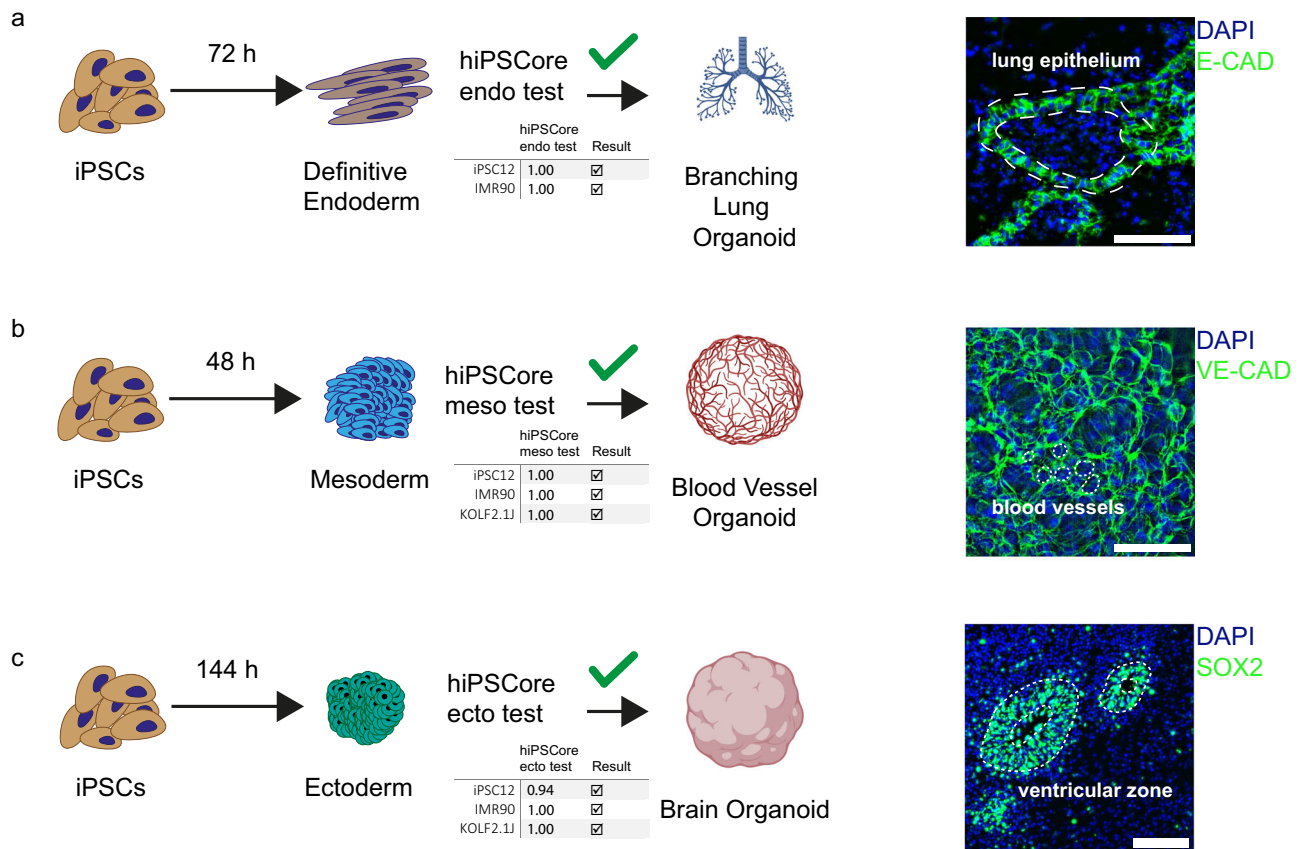 a
72 h
iPSCs
Definitive
Endoderm
hiPSCore
endo test
hiPSCore
endo test Result
iPSC12 1.00 ☑
IMR90 1.00 ☑
Branching
Lung
Organoid
lung epithelium
DAPI
E-CAD
b
48 h
iPSCs
Mesoderm
hiPSCore
meso test
hiPSCore
meso test Result
iPSC12 1.00 ☑
IMR90 1.00 ☑
KOLF2.1J 1.00 ☑
Blood Vessel
Organoid
blood vessels
DAPI
VE-CAD
c
144 h
iPSCs
Ectoderm
hiPSCore
ecto test
hiPSCore
ecto test Result
iPSC12 0.94 ☑
IMR90 1.00 ☑
KOLF2.1J 1.00 ☑
Brain Organoid
ventricular zone
DAPI
SOX2